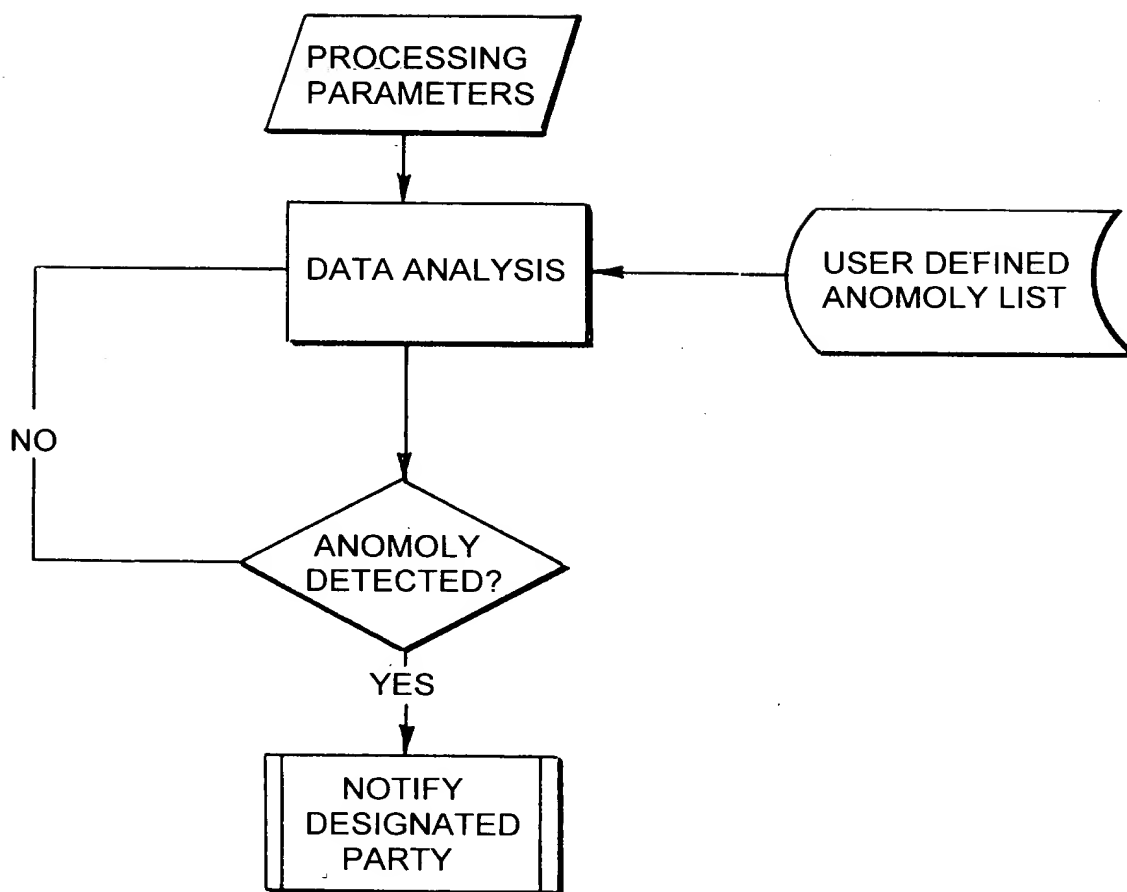 PROCESSING
PARAMETERS
DATA ANALYSIS
USER DEFINED
ANOMOLY LIST
NO
ANOMOLY
DETECTED?
YES
NOTIFY
DESIGNATED
PARTY